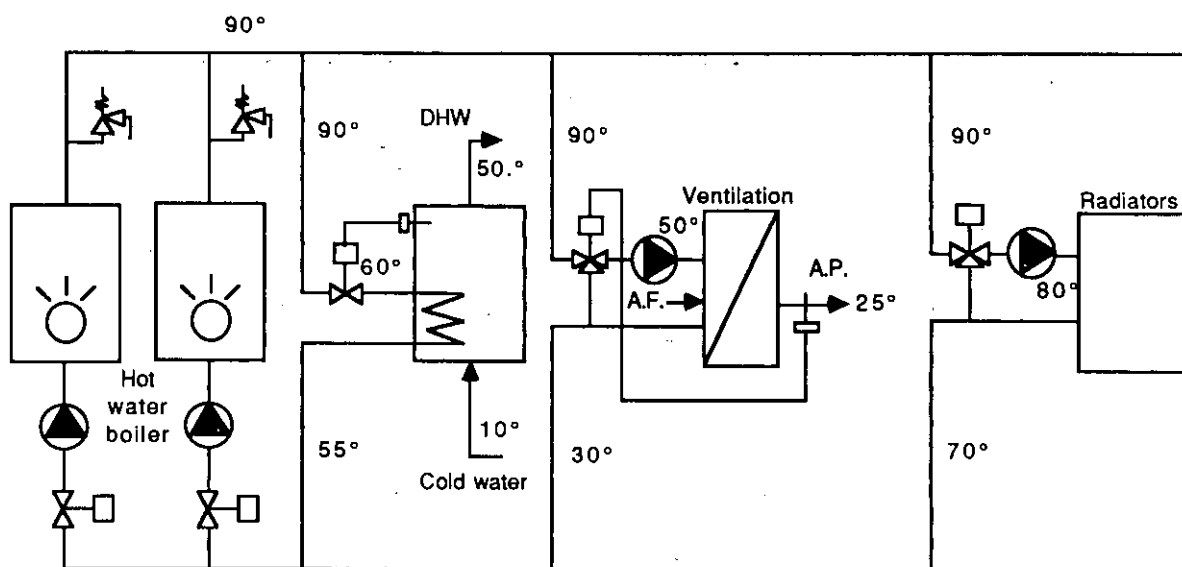 90°
90°
DHW
50.°
90°
90°
Ventilation
50°
Radiators
60°
A.F.
A.P.
25°
80°
Hot
water
boiler
55°
10°
Cold water
30°
70°